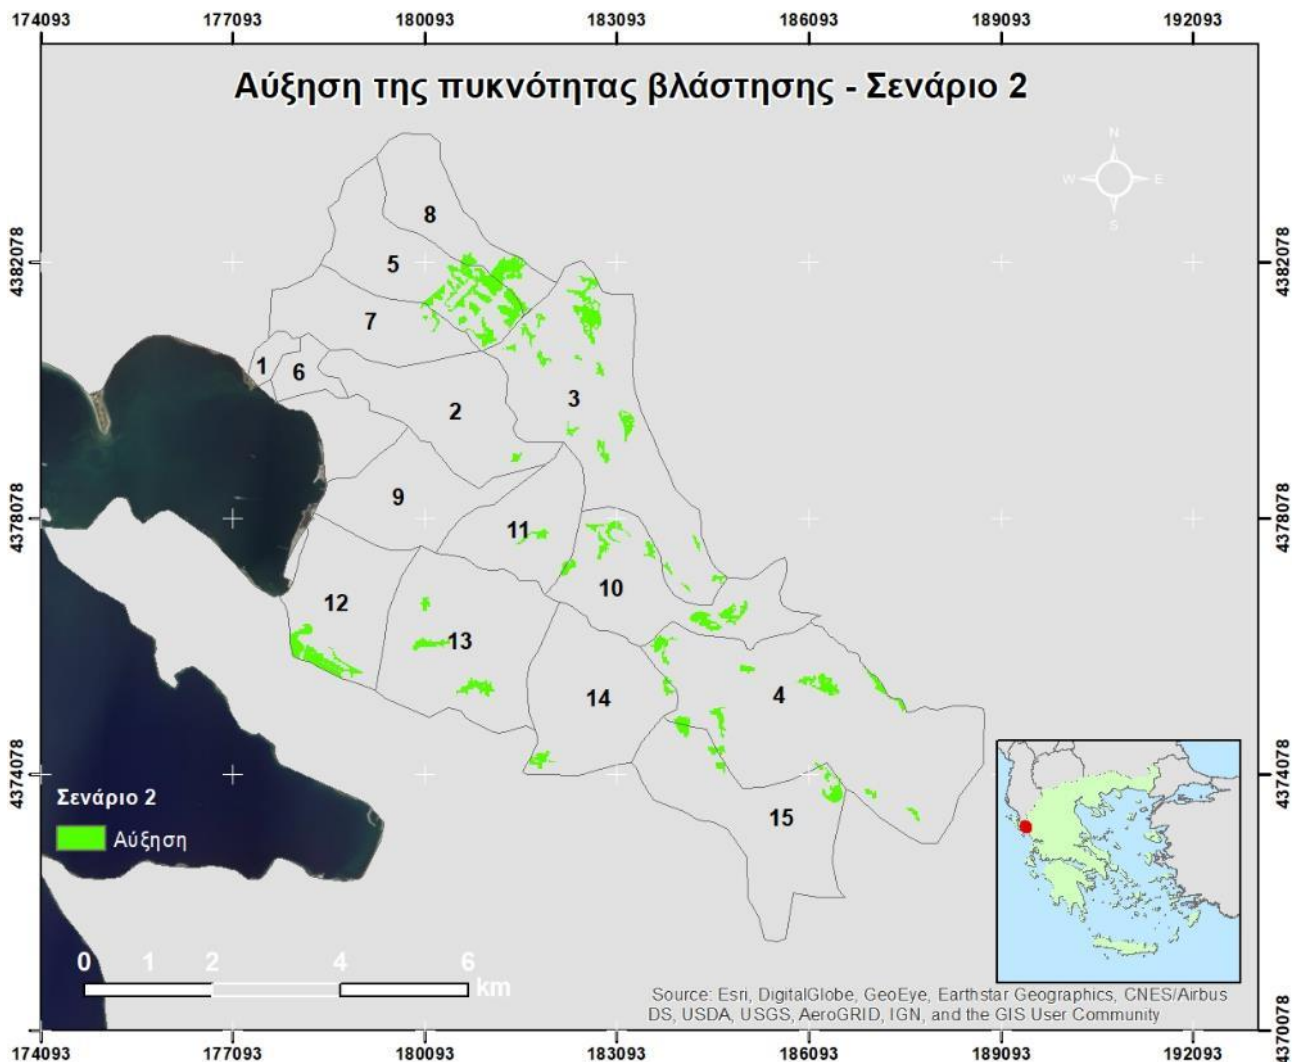 174093 177093 180093 183093 186093 189093 192093
Αύξηση της πυκνότητας βλάστησης - Σενάριο 2
N
W E
S
8
4382078 4382078
5
7
1
6
3
2
9
4378078 4378078
11
10
12
13
14
4
4374078 4374078
Σενάριο 2
Αύξηση
15
0 1 2 4 6
km
Source: Esri, DigitalGlobe, GeoEye, Earthstar Geographics, CNES/Airbus
DS, USDA, USGS, AeroGRID, IGN, and the GIS User Community
4370078 4370078
174093 177093 180093 183093 186093 189093 192093